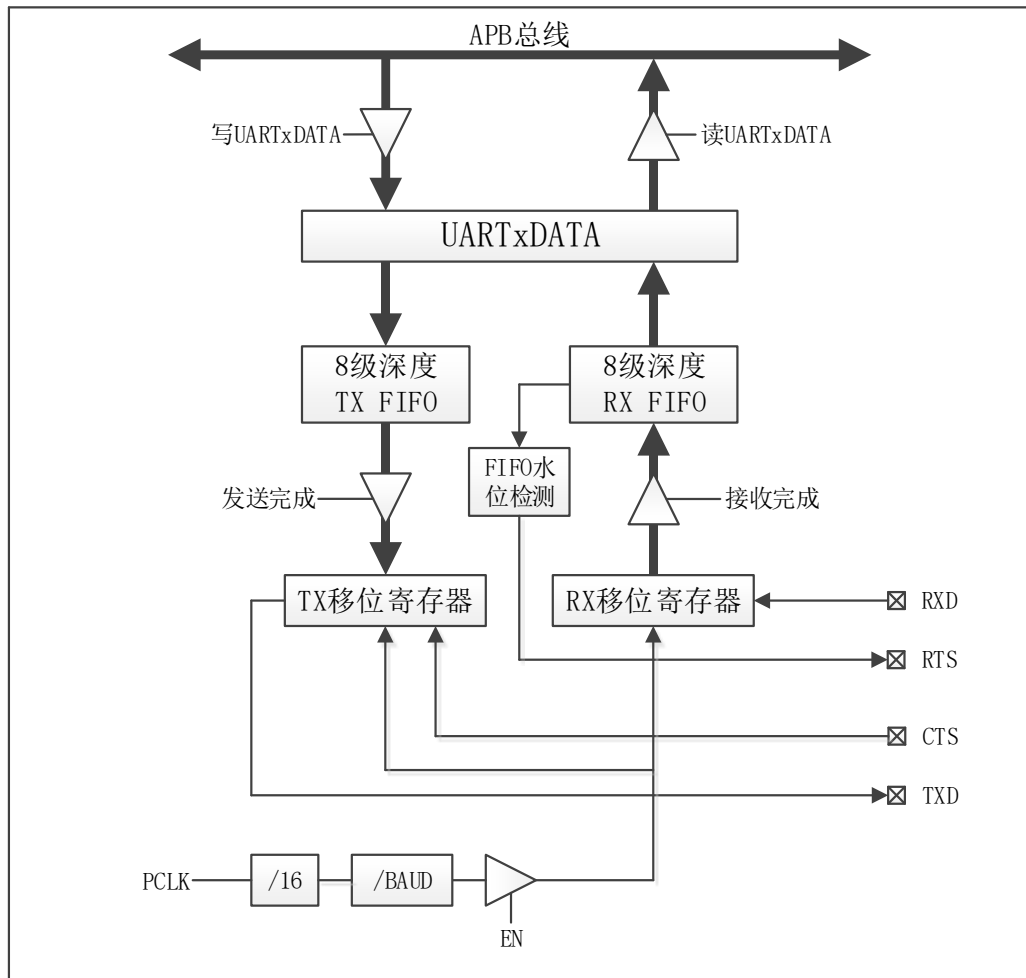 APB总线
写UARTxDATA
读UARTxDATA
UARTxDATA
8级深度
TX FIFO
8级深度
RX FIFO
FIFO水
位检测
发送完成
接收完成
TX移位寄存器
RX移位寄存器
RXD
RTS
CTS
TXD
PCLK
/16
/BAUD
EN